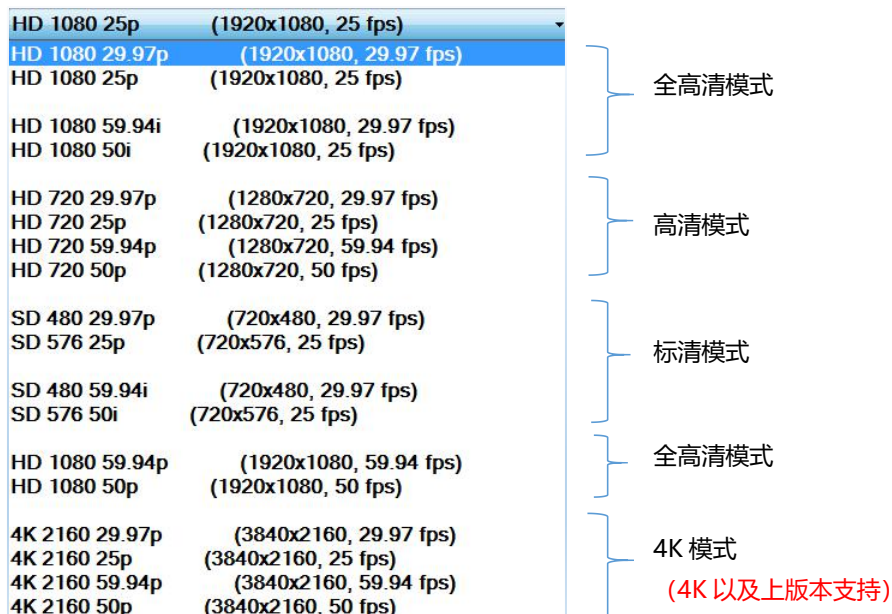 HD 1080 25p (1920x1080, 25 fps)
HD 1080 29.97p (1920x1080, 29.97 fps)
HD 1080 25p (1920x1080, 25 fps)
HD 1080 59.94i (1920x1080, 29.97 fps)
HD 1080 50i (1920x1080, 25 fps)
全高清模式
HD 720 29.97p (1280x720, 29.97 fps)
HD 720 25p (1280x720, 25 fps)
HD 720 59.94p (1280x720, 59.94 fps)
HD 720 50p (1280x720, 50 fps)
高清模式
SD 480 29.97p (720x480, 29.97 fps)
SD 576 25p (720x576, 25 fps)
SD 480 59.94i (720x480, 29.97 fps)
SD 576 50i (720x576, 25 fps)
标清模式
HD 1080 59.94p (1920x1080, 59.94 fps)
HD 1080 50p (1920x1080, 50 fps)
全高清模式
4K 2160 29.97p (3840x2160, 29.97 fps)
4K 2160 25p (3840x2160, 25 fps)
4K 2160 59.94p (3840x2160, 59.94 fps)
4K 2160 50p (3840x2160, 50 fps)
4K 模式
(4K 以及上版本支持)